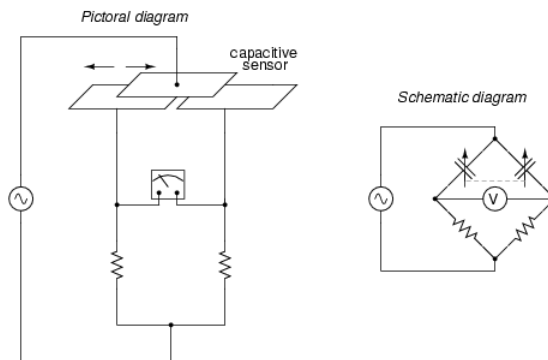 Pictoral diagram
capacitive
sensor
Schematic diagram
V